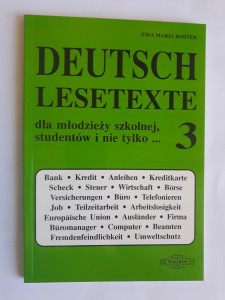 EWA MARIA ROSTEK
DEUTSCH
LESETEXTE
dla młodzieży szkolnej,
studentów i nie tylko ... 3
Bank • Kredit • Anleihen • Kreditkarte
Scheck • Steuer • Wirtschaft • Börse
Versicherungen • Büro • Telefonieren
Job • Teilzeitarbeit • Arbeitslosigkeit
Europäische Union • Ausländer • Firma
Büromanager • Computer • Beamten
Fremdenfeindlichkeit • Umweltschutz
WAGROS